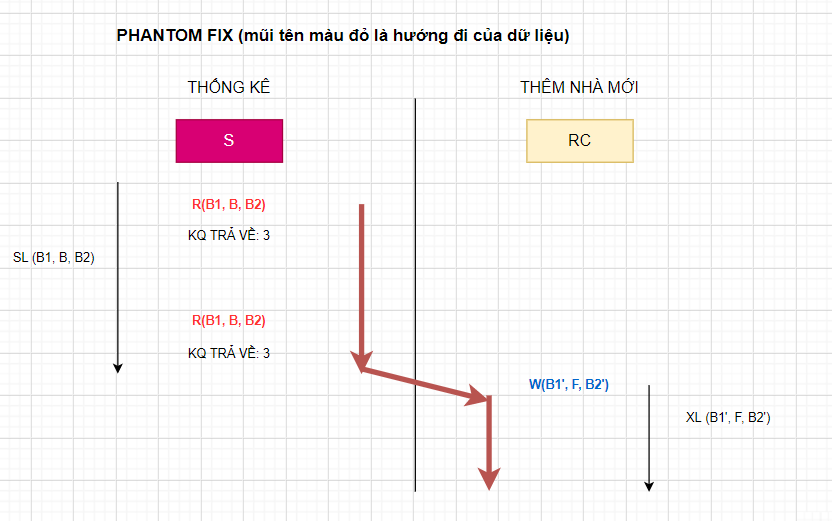 PHANTOM FIX (mũi tên màu đỏ là hướng đi của dữ liệu)
THỐNG KÊ
THÊM NHÀ MỚI
S
RC
R(B1, B, B2)
KQ TRẢ VỀ: 3
SL (B1, B, B2)
R(B1, B, B2)
KQ TRẢ VỀ: 3
W(B1', F, B2')
XL (B1', F, B2')